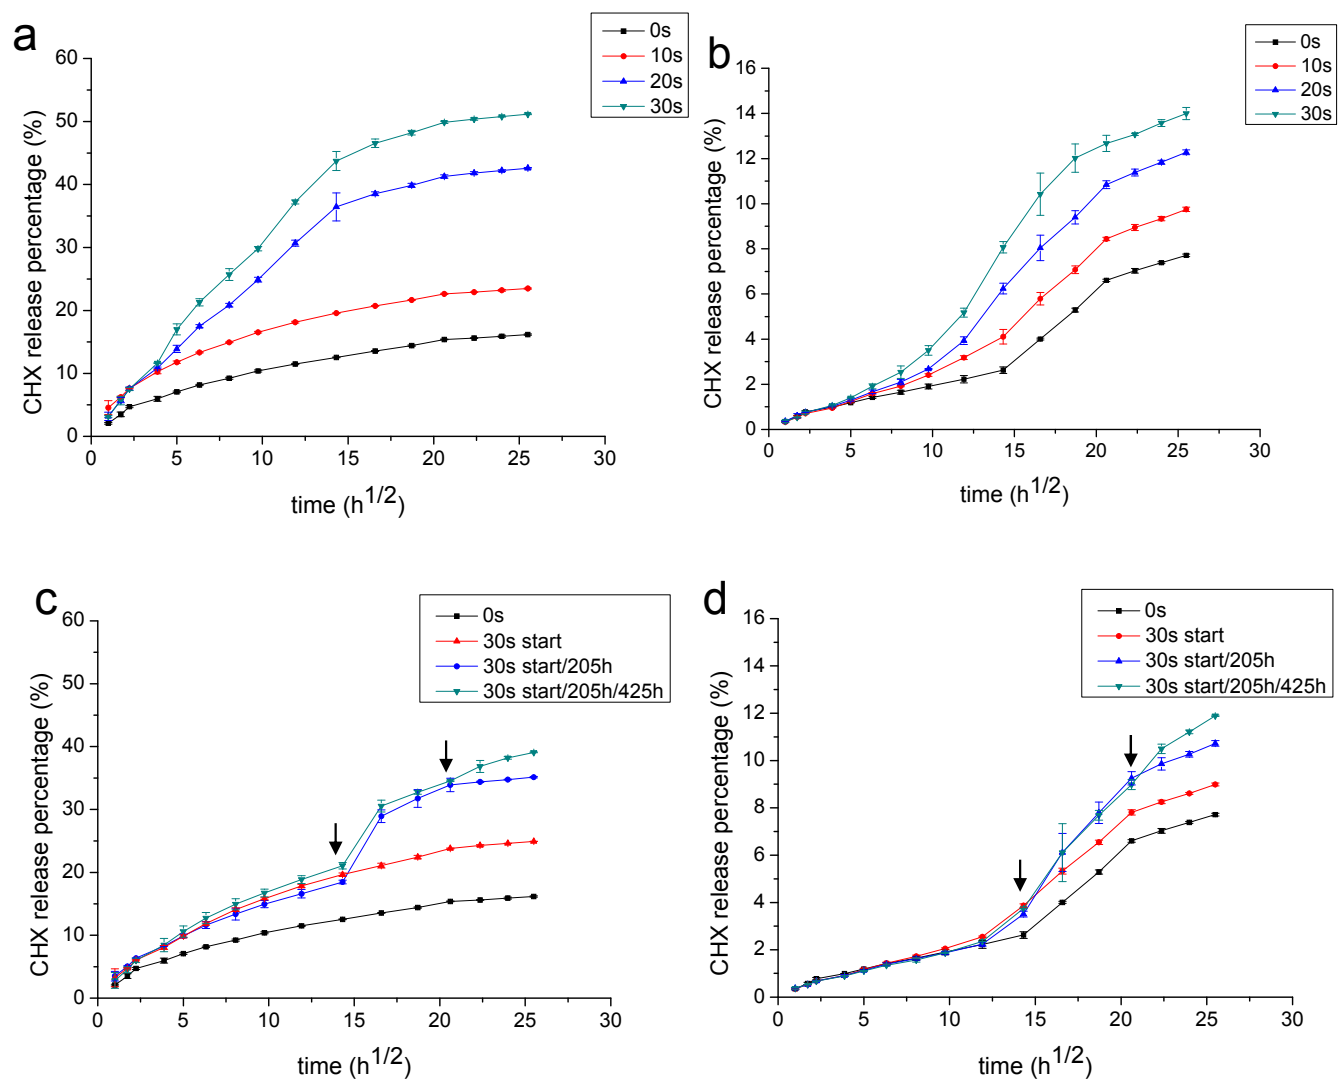 a
0s
10s
20s
30s
60
50
40
30
20
10
0
CHX release percentage (%)
0 5 10 15 20 25 30
time (h1/2)
b
0s
10s
20s
30s
16
14
12
10
8
6
4
2
0
CHX release percentage (%)
0 5 10 15 20 25 30
time (h1/2)
c
0s
30s start
30s start/205h
30s start/205h/425h
60
50
40
30
20
10
0
CHX release percentage (%)
0 5 10 15 20 25 30
time (h1/2)
d
0s
30s start
30s start/205h
30s start/205h/425h
16
14
12
10
8
6
4
2
0
CHX release percentage (%)
0 5 10 15 20 25 30
time (h1/2)